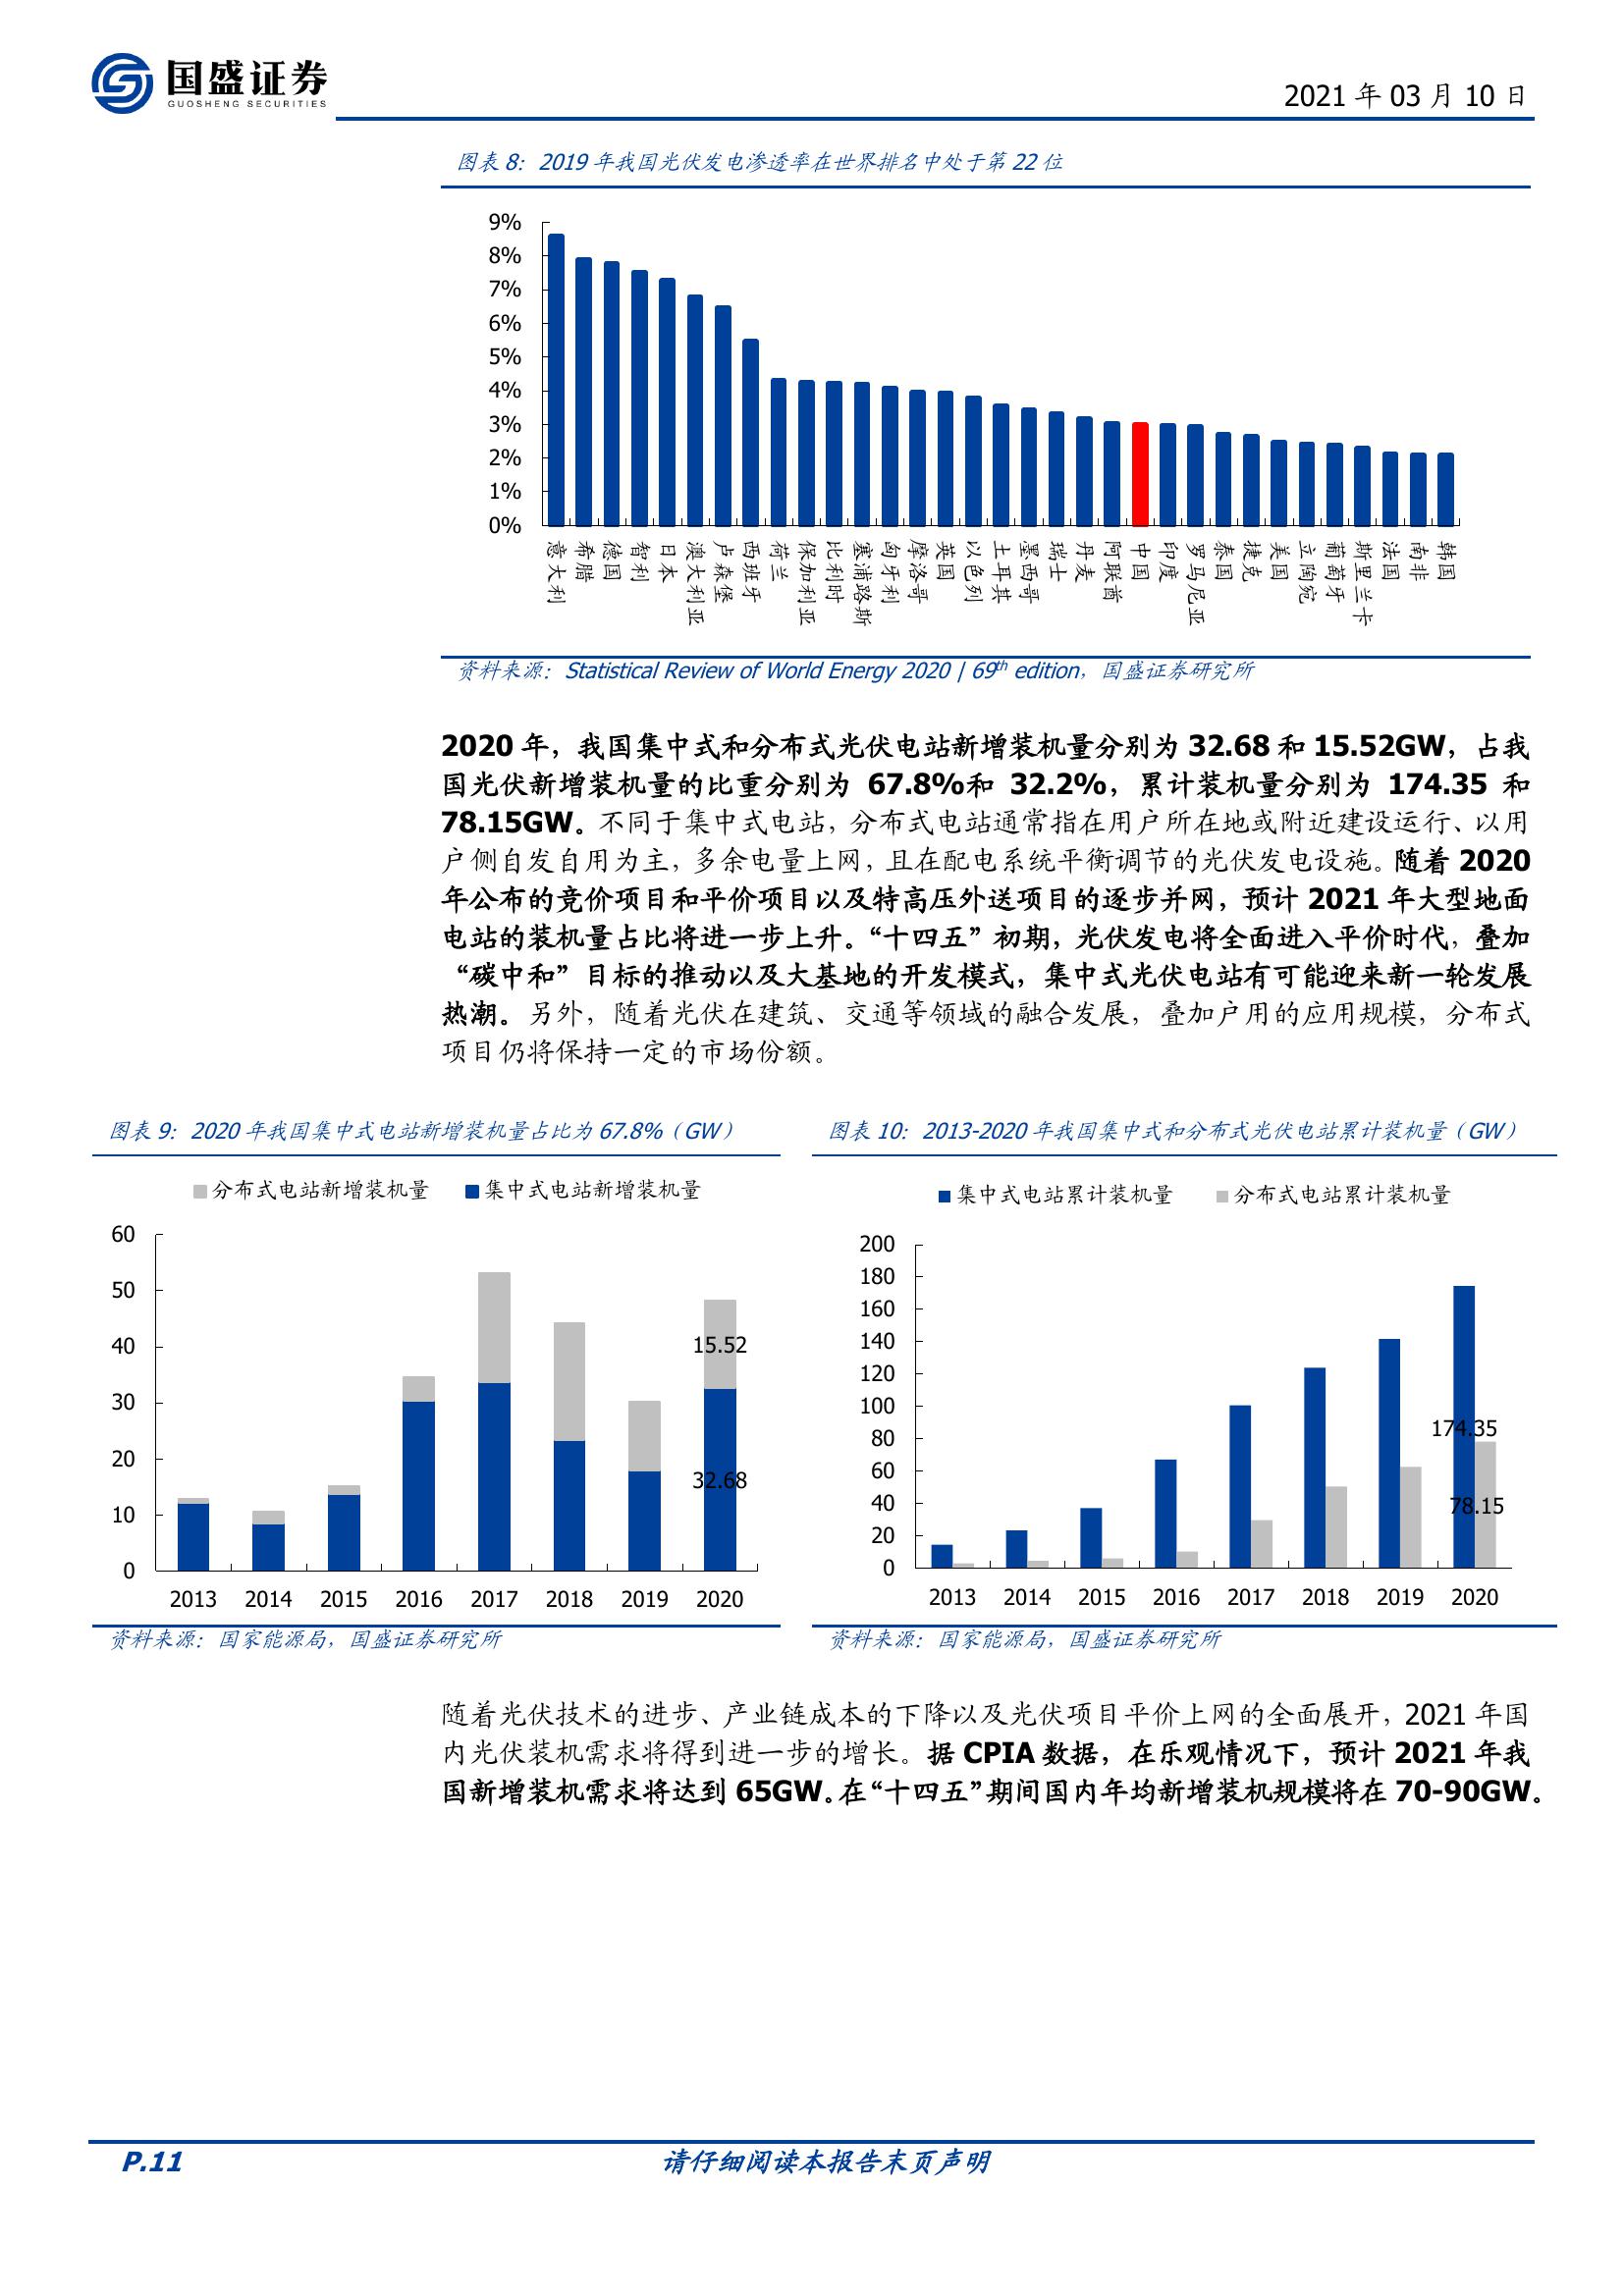 国盛证券
GUOSHENG SECURITIES
2021 年 03 月 10 日
图表 8：2019 年我国光伏发电渗透率在世界排名中处于第 22 位
9%
8%
7%
6%
5%
4%
3%
2%
1%
0%
意大利
希腊
德国
智利
日本
澳大利亚
卢森堡
西班牙
荷兰
保加利亚
比利时
塞浦路斯
匈牙利
摩洛哥
英国
以色列
土耳其
墨西哥
瑞士
丹麦
阿联酋
中国
印度
罗马尼亚
泰国
捷克
美国
立陶宛
葡萄牙
斯里兰卡
法国
南非
韩国
资料来源：Statistical Review of World Energy 2020 | 69th edition，国盛证券研究所
2020 年，我国集中式和分布式光伏电站新增装机量分别为 32.68 和 15.52GW，占我
国光伏新增装机量的比重分别为 67.8%和 32.2%，累计装机量分别为 174.35 和
78.15GW。不同于集中式电站，分布式电站通常指在用户所在地或附近建设运行、以用
户侧自发自用为主，多余电量上网，且在配电系统平衡调节的光伏发电设施。随着 2020
年公布的竞价项目和平价项目以及特高压外送项目的逐步并网，预计 2021 年大型地面
电站的装机量占比将进一步上升。“十四五”初期，光伏发电将全面进入平价时代，叠加
“碳中和”目标的推动以及大基地的开发模式，集中式光伏电站有可能迎来新一轮发展
热潮。另外，随着光伏在建筑、交通等领域的融合发展，叠加户用的应用规模，分布式
项目仍将保持一定的市场份额。
图表 9：2020 年我国集中式电站新增装机量占比为 67.8%（GW）
分布式电站新增装机量 集中式电站新增装机量
60
50
40
30
20
10
0
15.52
32.68
2013 2014 2015 2016 2017 2018 2019 2020
资料来源：国家能源局，国盛证券研究所
图表 10：2013-2020 年我国集中式和分布式光伏电站累计装机量（GW）
集中式电站累计装机量 分布式电站累计装机量
200
180
160
140
120
100
80
60
40
20
0
174.35
78.15
2013 2014 2015 2016 2017 2018 2019 2020
资料来源：国家能源局，国盛证券研究所
随着光伏技术的进步、产业链成本的下降以及光伏项目平价上网的全面展开，2021 年国
内光伏装机需求将得到进一步的增长。据 CPIA 数据，在乐观情况下，预计 2021 年我
国新增装机需求将达到 65GW。在“十四五”期间国内年均新增装机规模将在 70-90GW。
P.11
请仔细阅读本报告末页声明